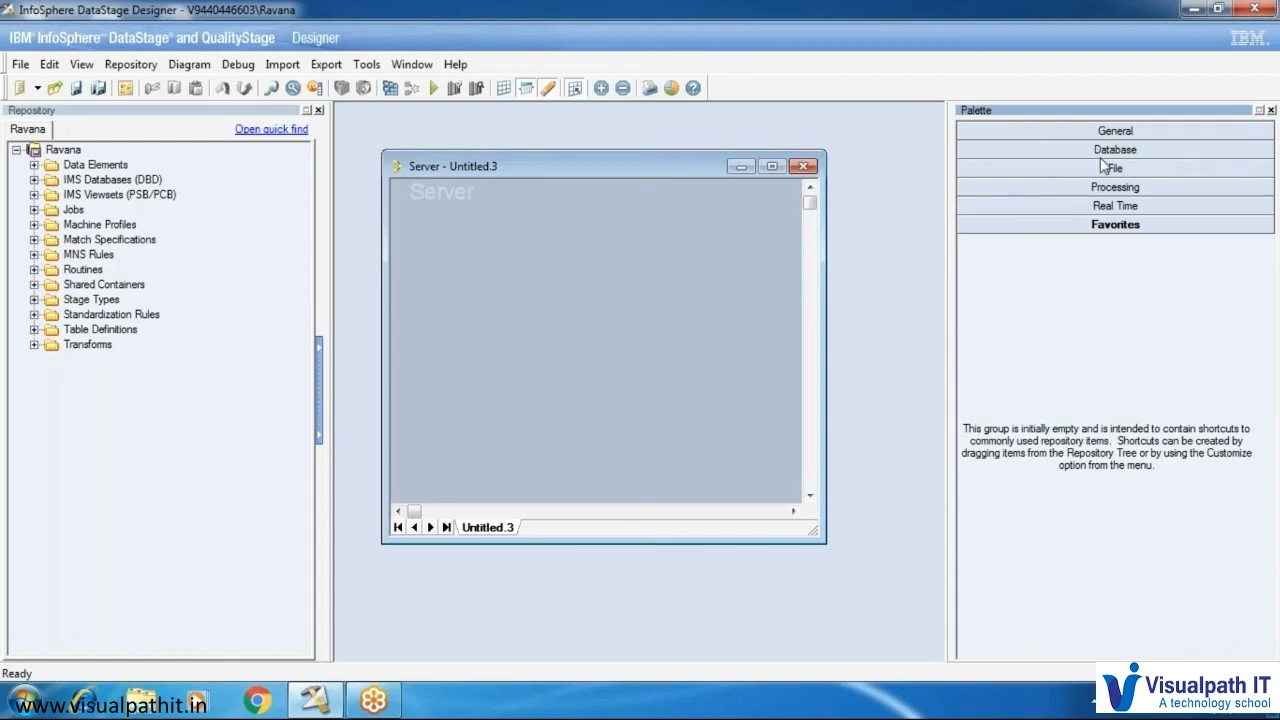 InfoSphere DataStage Designer - V9440446603\Ravana
IBM® InfoSphere™ DataStage® and QualityStage Designer
IBM.
File Edit View Repository Diagram Debug Import Export Tools Window Help
Repository
Ravana
Open quick find
Ravana
Data Elements
IMS Databases (DBD)
IMS Viewsets (PSB/PCB)
Jobs
Machine Profiles
Match Specifications
MNS Rules
Routines
Shared Containers
Stage Types
Standardization Rules
Table Definitions
Transforms
Server - Untitled.3
Server
Untitled.3
Palette
General
Database
File
Processing
Real Time
Favorites
This group is initially empty and is intended to contain shortcuts to
commonly used repository items. Shortcuts can be created by
dragging items from the Repository Tree or by using the Customize
option from the menu.
Ready
www.visualpathit.in
Visualpath IT
A technology school